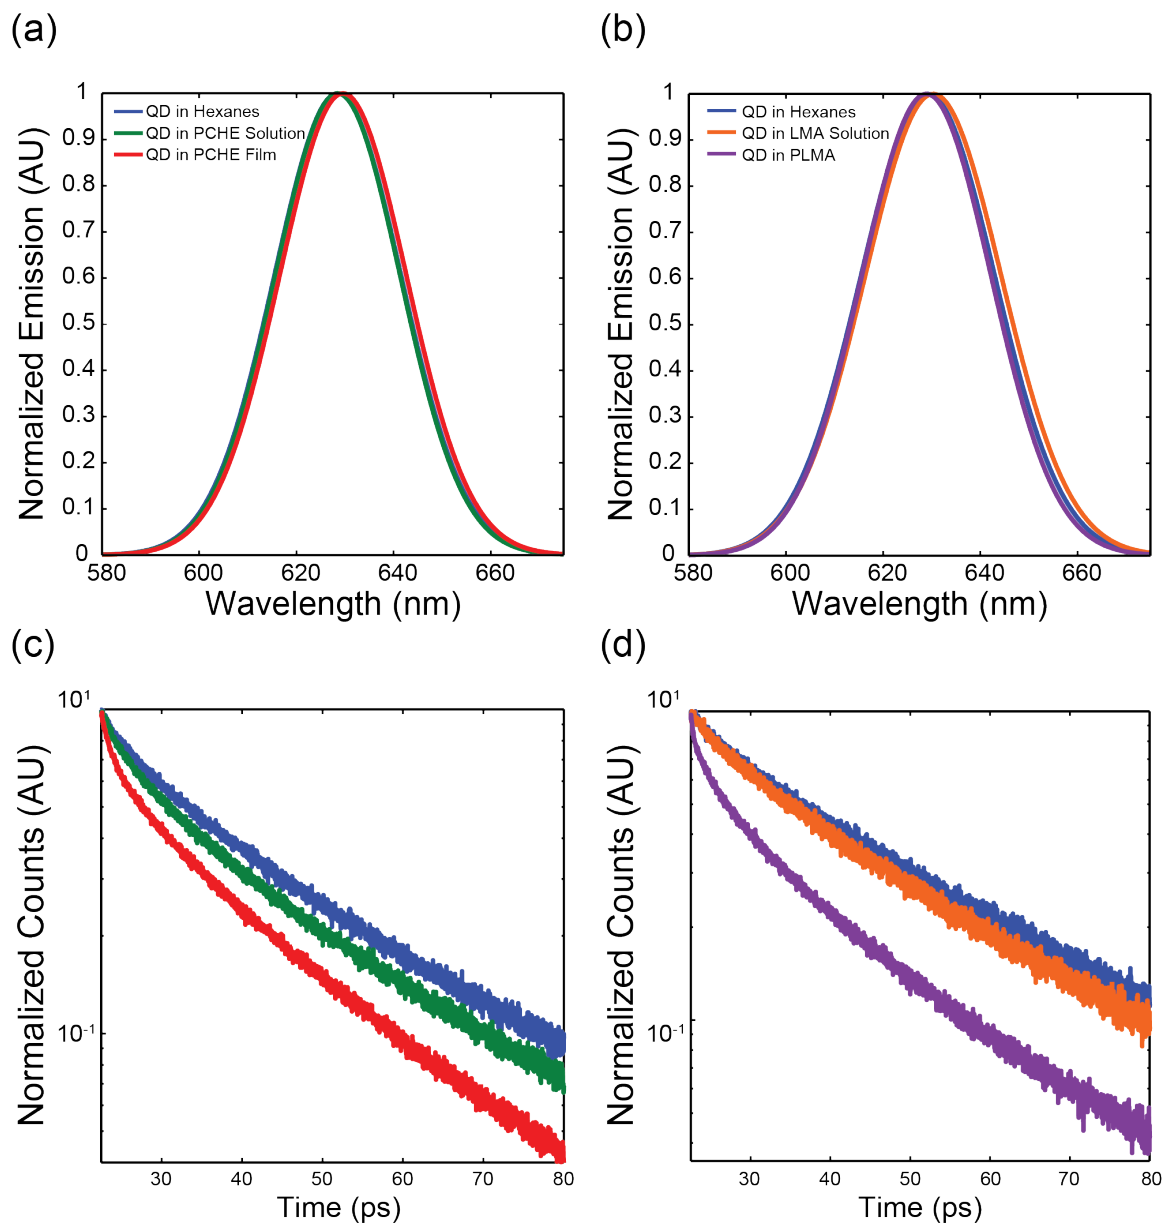 (a)
Normalized Emission (AU)
1
0.9
0.8
0.7
0.6
0.5
0.4
0.3
0.2
0.1
0
QD in Hexanes
QD in PCHE Solution
QD in PCHE Film
580 600 620 640 660
Wavelength (nm)
(b)
Normalized Emission (AU)
1
0.9
0.8
0.7
0.6
0.5
0.4
0.3
0.2
0.1
0
QD in Hexanes
QD in LMA Solution
QD in PLMA
580 600 620 640 660
Wavelength (nm)
(c)
Normalized Counts (AU)
10¹
10⁻¹
30 40 50 60 70 80
Time (ps)
(d)
Normalized Counts (AU)
10¹
10⁻¹
30 40 50 60 70 80
Time (ps)